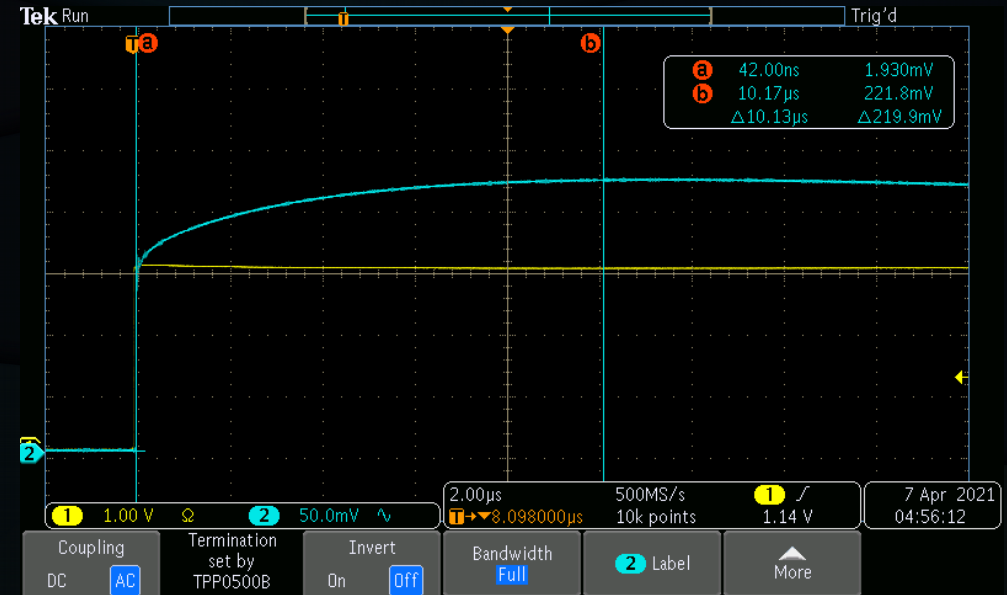 Tek Run Trig'd
T
T a b
a 42.00ns 1.930mV
b 10.17µs 221.8mV
△10.13µs △219.9mV
2
1 1.00 V Ω 2 50.0mV ∿
2.00µs 500MS/s 1 ∫ 7 Apr 2021
T→▼8.098000µs 10k points 1.14 V 04:56:12
Coupling
DC AC
Termination
set by
TPP0500B
Invert
On Off
Bandwidth
Full
2 Label
More